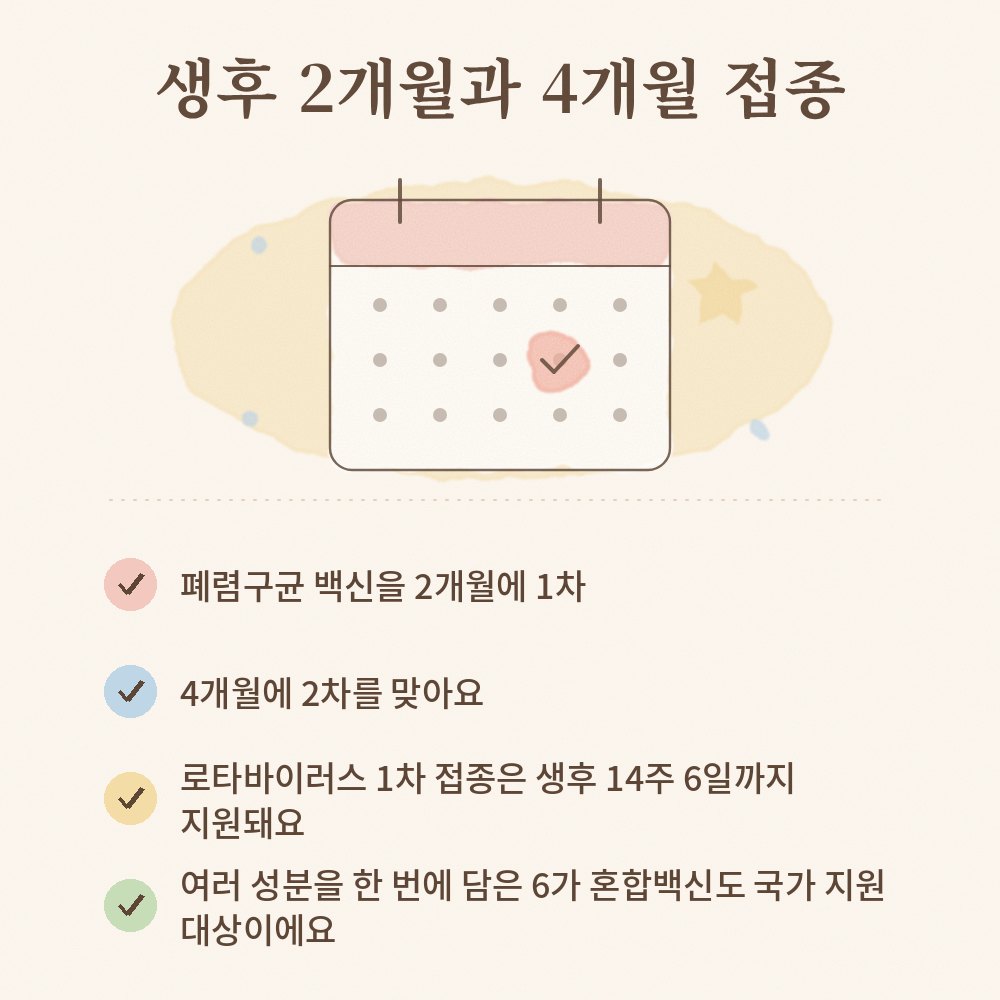 생후 2개월과 4개월 접종
폐렴구균 백신을 2개월에 1차
4개월에 2차를 맞아요
로타바이러스 1차 접종은 생후 14주 6일까지
지원돼요
여러 성분을 한 번에 담은 6가 혼합백신도 국가 지원
대상이에요